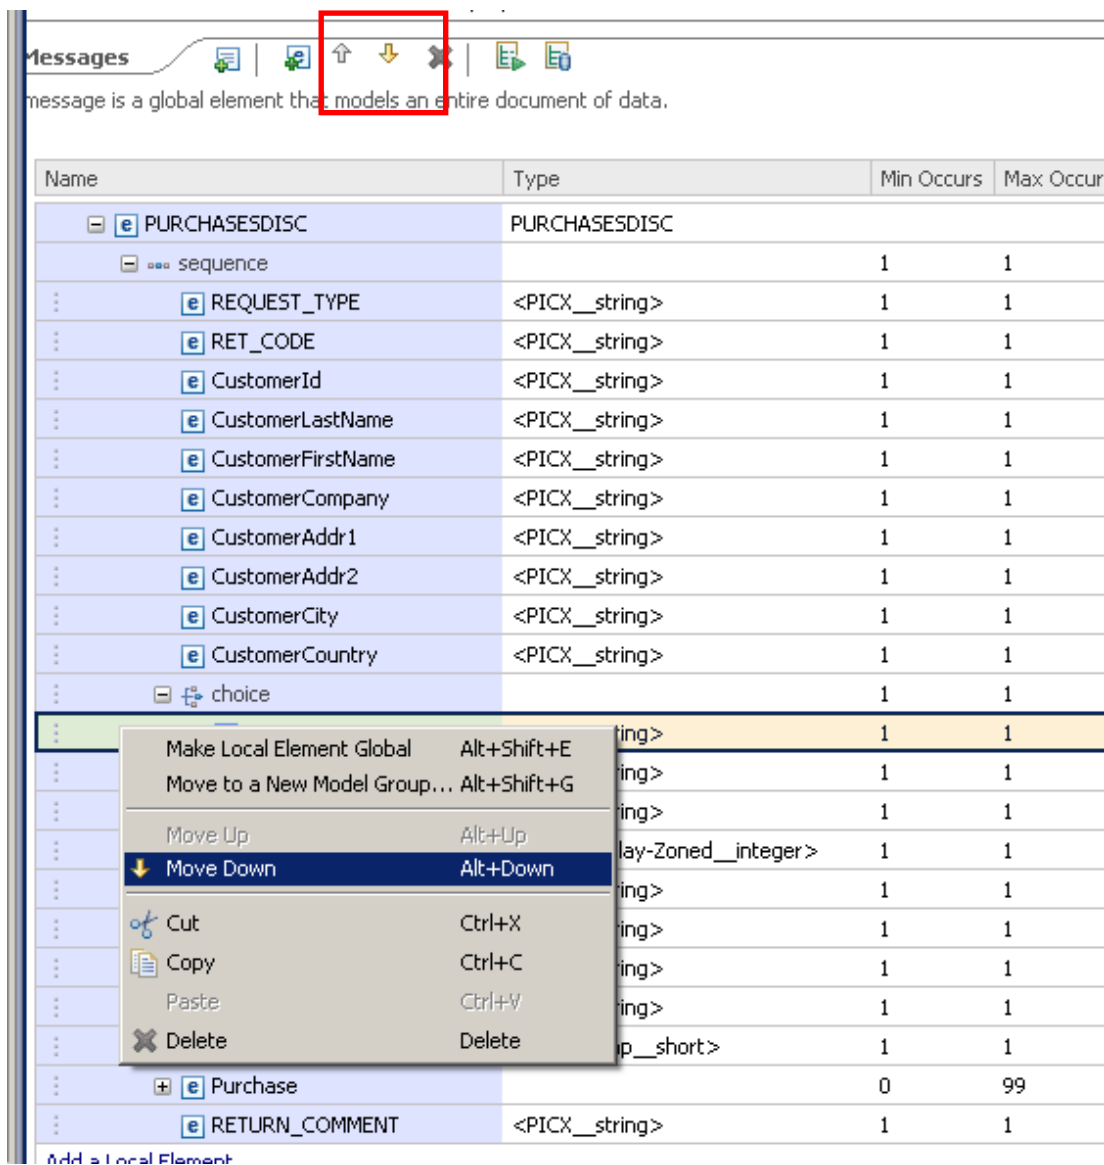 Messages
message is a global element that models an entire document of data.
Name Type Min Occurs Max Occur
PURCHASESDISC PURCHASESDISC
sequence 1 1
REQUEST_TYPE <PICX__string> 1 1
RET_CODE <PICX__string> 1 1
CustomerId <PICX__string> 1 1
CustomerLastName <PICX__string> 1 1
CustomerFirstName <PICX__string> 1 1
CustomerCompany <PICX__string> 1 1
CustomerAddr1 <PICX__string> 1 1
CustomerAddr2 <PICX__string> 1 1
CustomerCity <PICX__string> 1 1
CustomerCountry <PICX__string> 1 1
choice 1 1
ing> 1 1
Make Local Element Global Alt+Shift+E
ing> 1 1
Move to a New Model Group... Alt+Shift+G
ing> 1 1
Move Up Alt+Up
lay-Zoned__integer> 1 1
Move Down Alt+Down
ing> 1 1
Cut Ctrl+X
ing> 1 1
Copy Ctrl+C
ing> 1 1
Paste Ctrl+V
ing> 1 1
Delete Delete
p__short> 1 1
Purchase 0 99
RETURN_COMMENT <PICX__string> 1 1
Add a Local Element